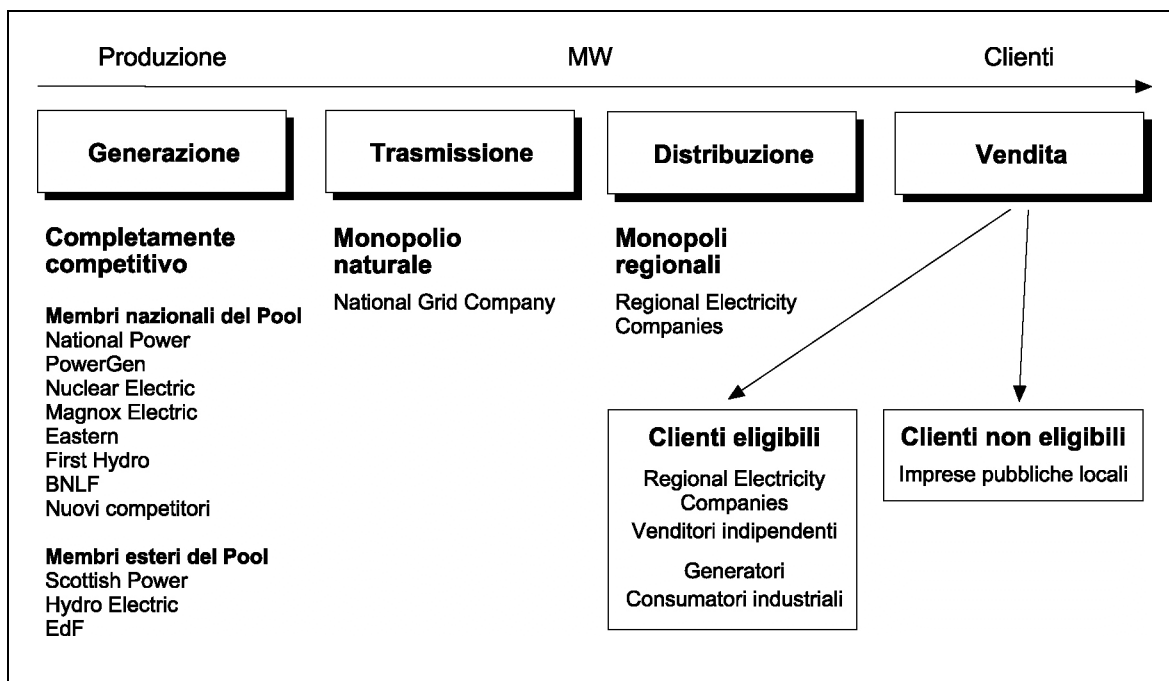 Produzione
MW
Clienti
Generazione
Trasmissione
Distribuzione
Vendita
Completamente
competitivo
Membri nazionali del Pool
National Power
PowerGen
Nuclear Electric
Magnox Electric
Eastern
First Hydro
BNLF
Nuovi competitori
Membri esteri del Pool
Scottish Power
Hydro Electric
EdF
Monopolio
naturale
National Grid Company
Monopoli
regionali
Regional Electricity
Companies
Clienti eligibili
Regional Electricity
Companies
Venditori indipendenti
Generatori
Consumatori industriali
Clienti non eligibili
Imprese pubbliche locali